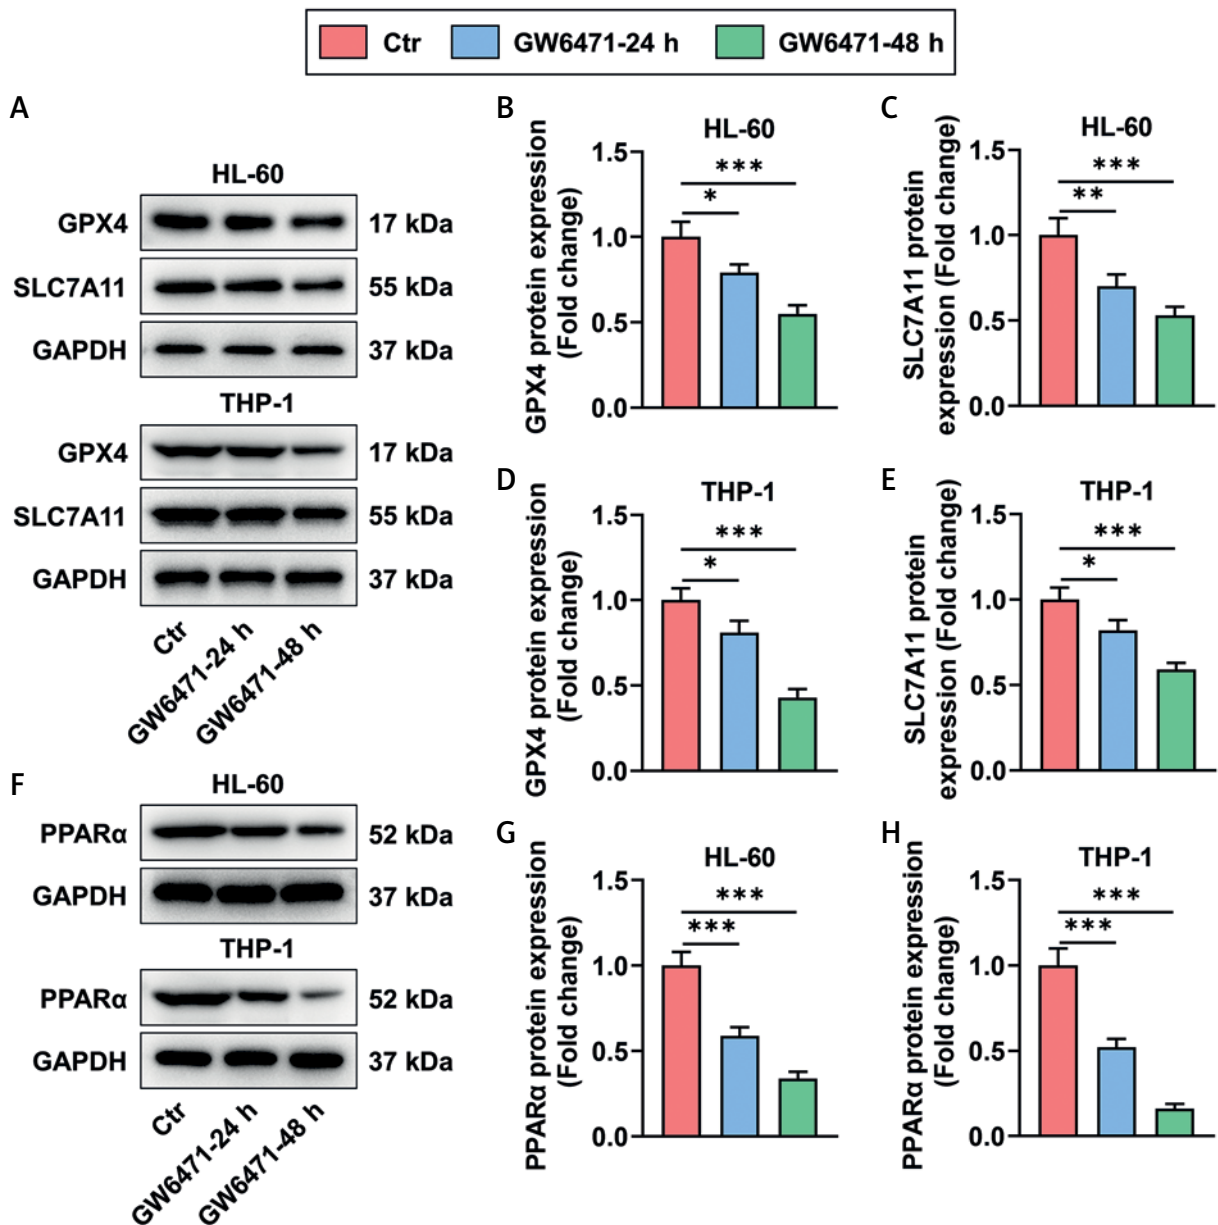 Ctr GW6471-24 h GW6471-48 h
A
HL-60
GPX4 17 kDa
SLC7A11 55 kDa
GAPDH 37 kDa
THP-1
GPX4 17 kDa
SLC7A11 55 kDa
GAPDH 37 kDa
Ctr
GW6471-24 h
GW6471-48 h
B
HL-60
GPX4 protein expression
(Fold change)
1.5
1.0
0.5
0.0
***
*
C
HL-60
SLC7A11 protein
expression (Fold change)
1.5
1.0
0.5
0.0
***
**
D
THP-1
GPX4 protein expression
(Fold change)
1.5
1.0
0.5
0.0
***
*
E
THP-1
SLC7A11 protein
expression (Fold change)
1.5
1.0
0.5
0.0
***
*
F
HL-60
PPARα 52 kDa
GAPDH 37 kDa
THP-1
PPARα 52 kDa
GAPDH 37 kDa
Ctr
GW6471-24 h
GW6471-48 h
G
HL-60
PPARα protein expression
(Fold change)
1.5
1.0
0.5
0.0
***
***
H
THP-1
PPARα protein expression
(Fold change)
1.5
1.0
0.5
0.0
***
***